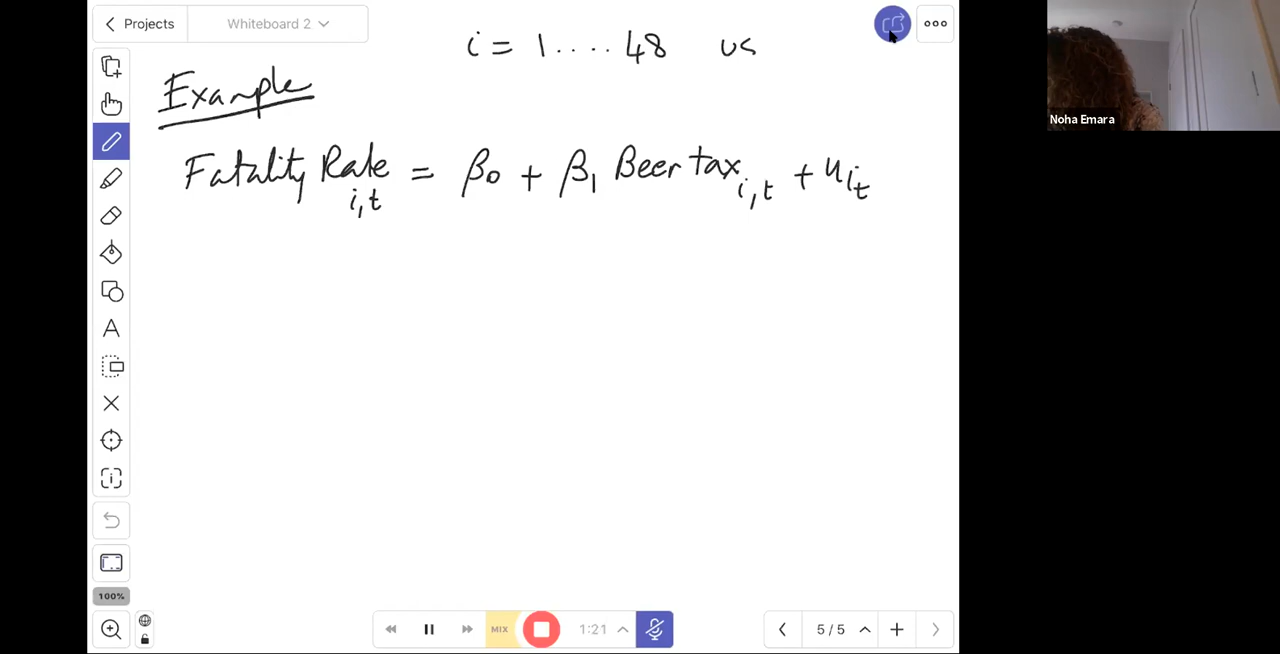 Projects
Whiteboard 2
i = 1 .... 48 us
Example
Fatality Rate i,t = β0 + β1 Beer tax i,t + u it
Noha Emara
A
100%
MIX
1:21
5 / 5